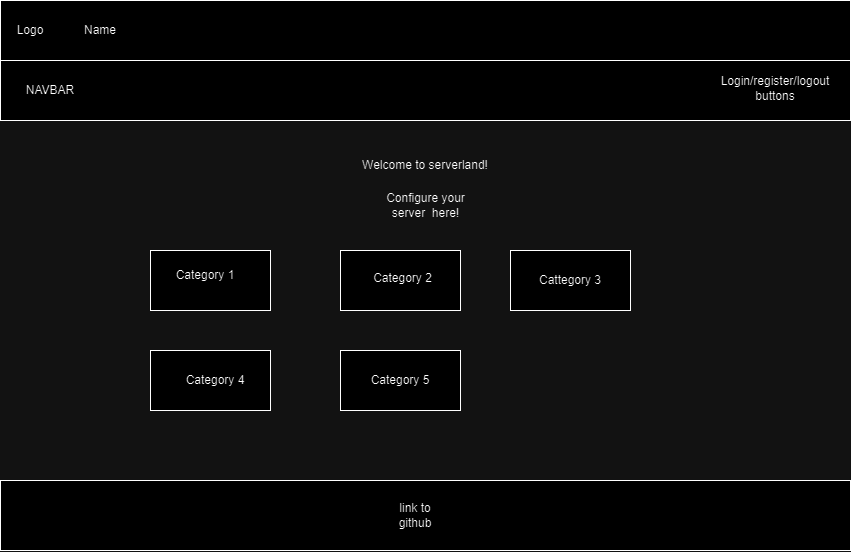 Logo
Name
NAVBAR
Login/register/logout
buttons
Welcome to serverland!
Configure your
server here!
Category 1
Category 2
Cattegory 3
Category 4
Category 5
link to
github